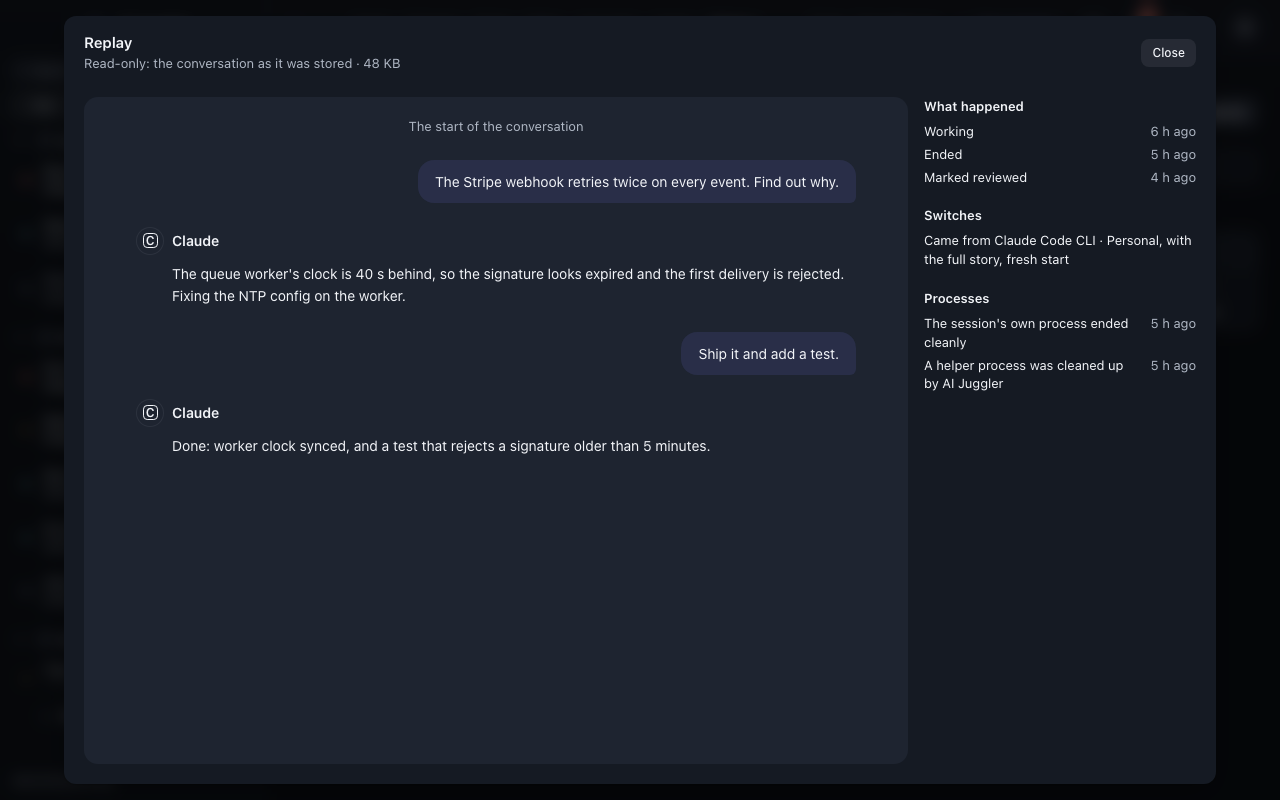 Replay
Read-only: the conversation as it was stored · 48 KB
Close
The start of the conversation
The Stripe webhook retries twice on every event. Find out why.
C Claude
The queue worker's clock is 40 s behind, so the signature looks expired and the first delivery is rejected.
Fixing the NTP config on the worker.
Ship it and add a test.
C Claude
Done: worker clock synced, and a test that rejects a signature older than 5 minutes.
What happened
Working 6 h ago
Ended 5 h ago
Marked reviewed 4 h ago
Switches
Came from Claude Code CLI · Personal, with
the full story, fresh start
Processes
The session's own process ended 5 h ago
cleanly
A helper process was cleaned up 5 h ago
by AI Juggler